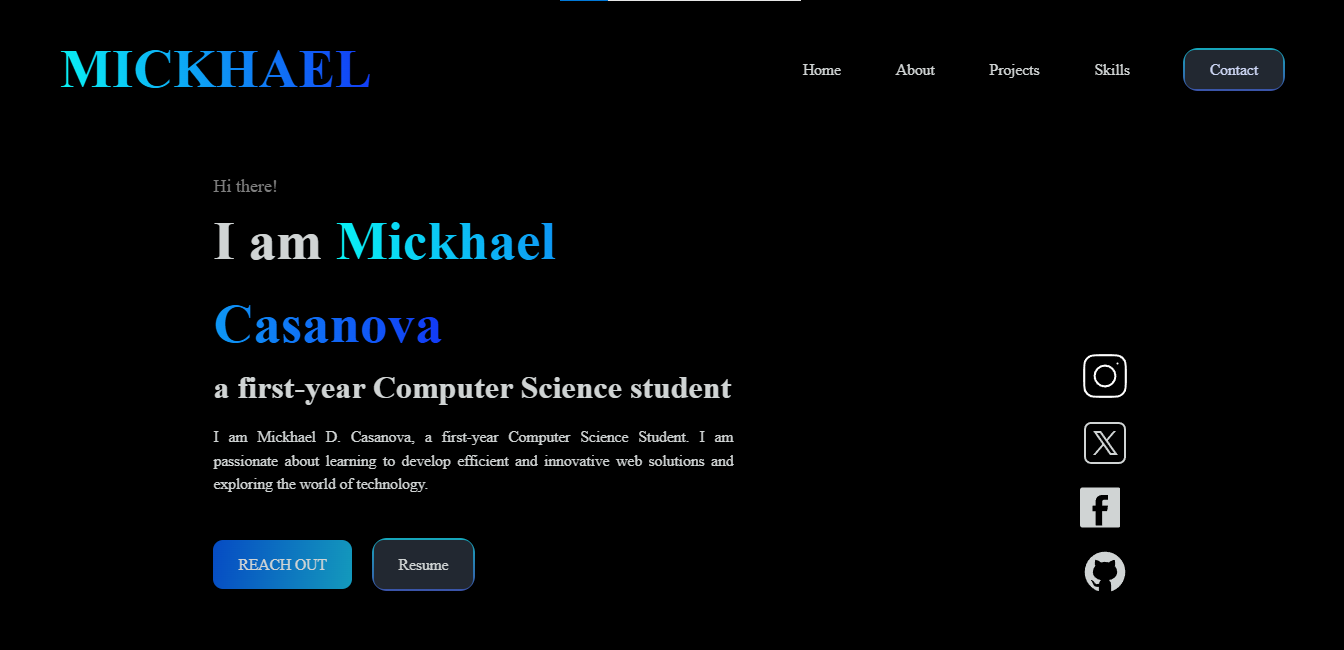 MICKHAEL
Home About Projects Skills Contact
Hi there!
I am Mickhael
Casanova
a first-year Computer Science student
I am Mickhael D. Casanova, a first-year Computer Science Student. I am
passionate about learning to develop efficient and innovative web solutions and
exploring the world of technology.
REACH OUT Resume